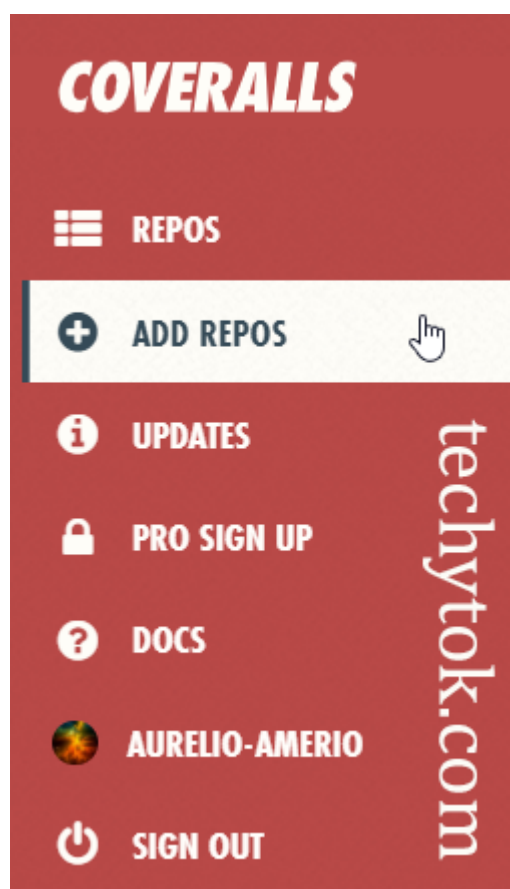 COVERALLS
REPOS
ADD REPOS
UPDATES
PRO SIGN UP
DOCS
AURELIO-AMERIO
SIGN OUT
techytok.com